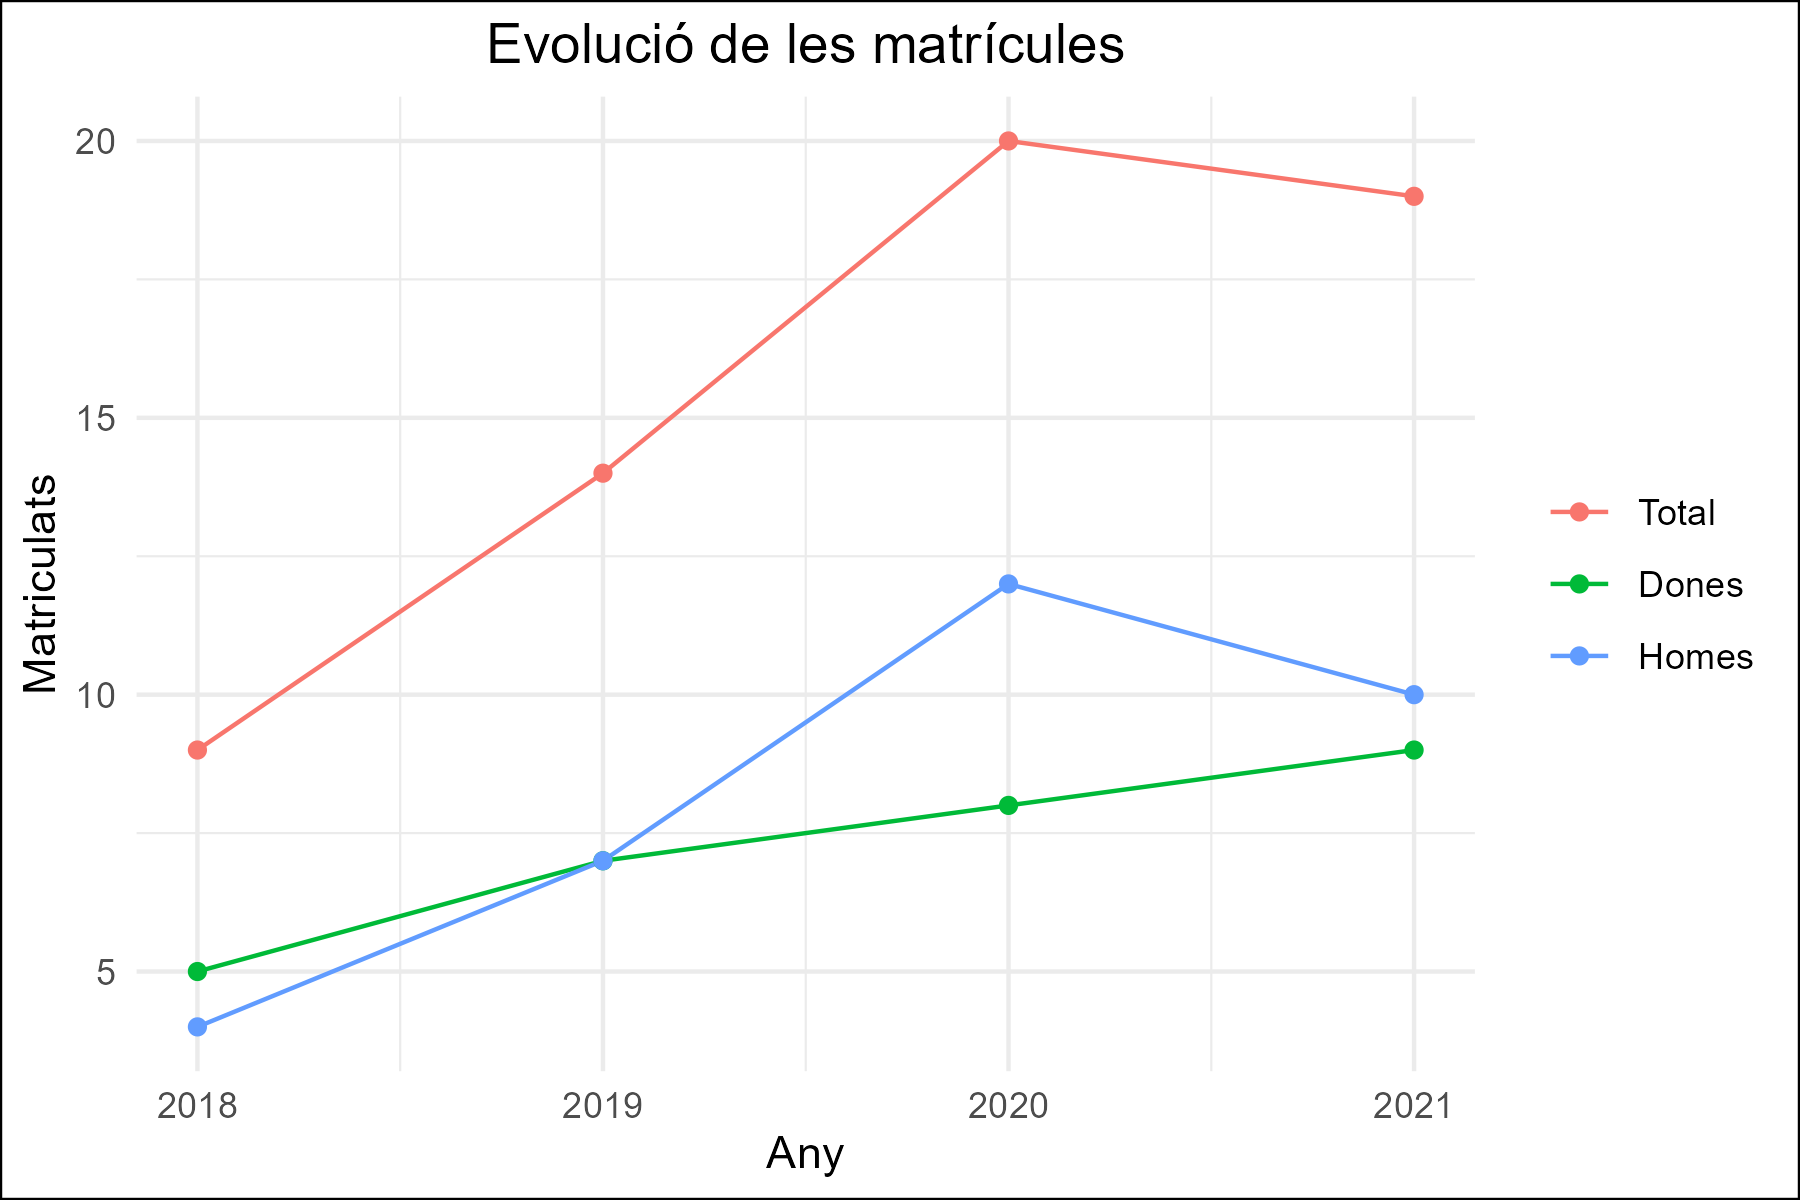 Evolució de les matrícules
20
15
10
5
Matriculats
2018
2019
2020
2021
Any
Total
Dones
Homes